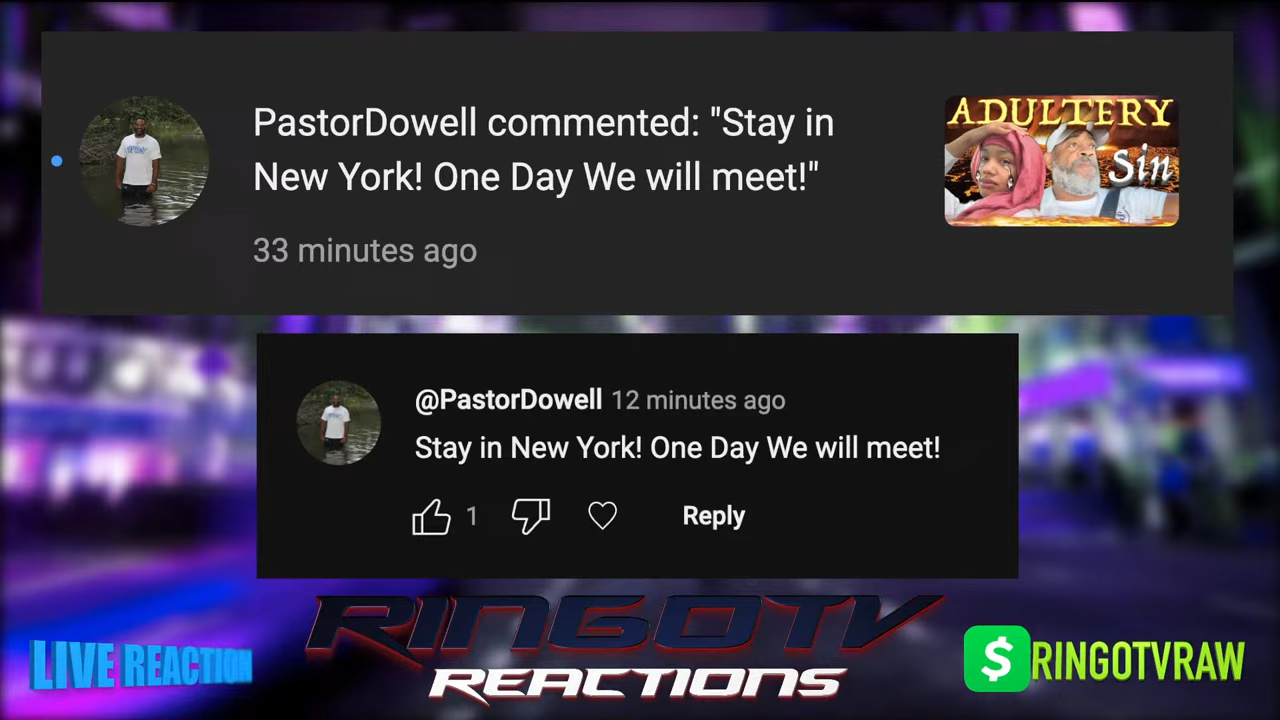 PastorDowell commented: "Stay in
New York! One Day We will meet!"
33 minutes ago
ADULTERY
Sin
@PastorDowell 12 minutes ago
Stay in New York! One Day We will meet!
1
Reply
RINGOTV
REACTIONS
LIVE REACTION
$RINGOTVRAW